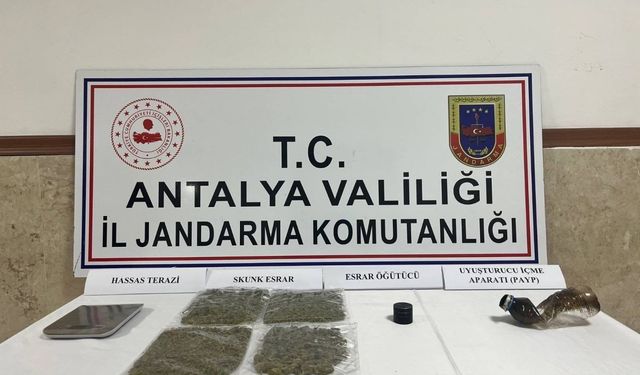 T.C.
ANTALYA VALİLİĞİ
İL JANDARMA KOMUTANLIĞI
JANDARMA
HASSAS TERAZİ
SKUNK ESRAR
ESRAR ÖĞÜTÜCÜ
UYUŞTURUCU İÇME
APARATI (PAYP)